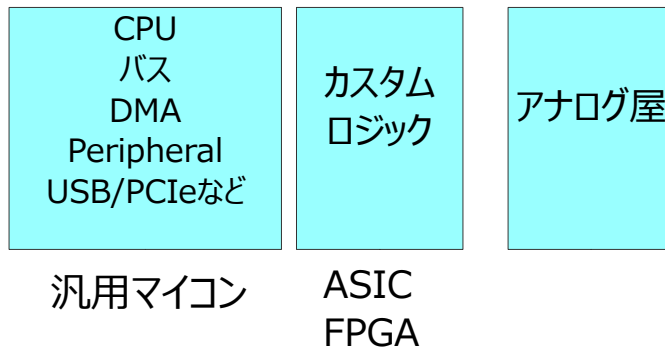 CPU
バス
DMA
Peripheral
USB/PCIeなど
カスタム
ロジック
アナログ屋
汎用マイコン
ASIC
FPGA